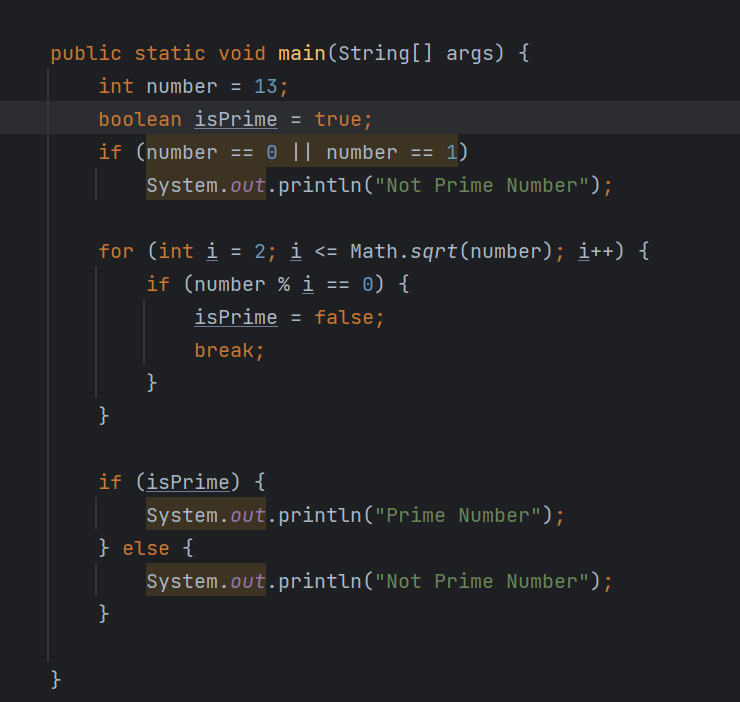 public static void main(String[] args) {
    int number = 13;
    boolean isPrime = true;
    if (number == 0 || number == 1)
        System.out.println("Not Prime Number");

    for (int i = 2; i <= Math.sqrt(number); i++) {
        if (number % i == 0) {
            isPrime = false;
            break;
        }
    }

    if (isPrime) {
        System.out.println("Prime Number");
    } else {
        System.out.println("Not Prime Number");
    }

}